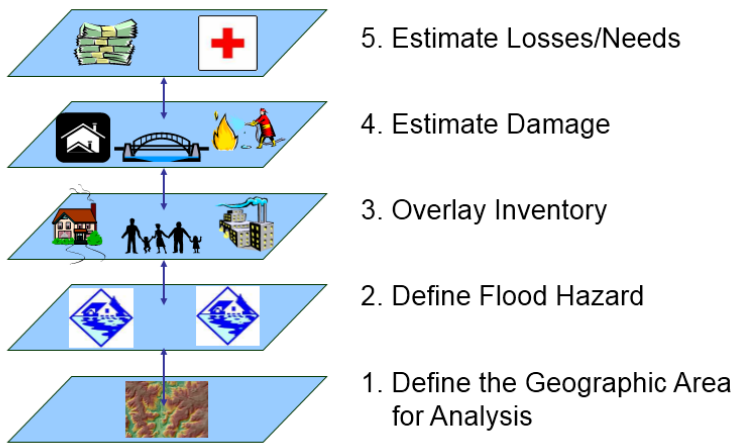 5. Estimate Losses/Needs
4. Estimate Damage
3. Overlay Inventory
2. Define Flood Hazard
1. Define the Geographic Area
for Analysis